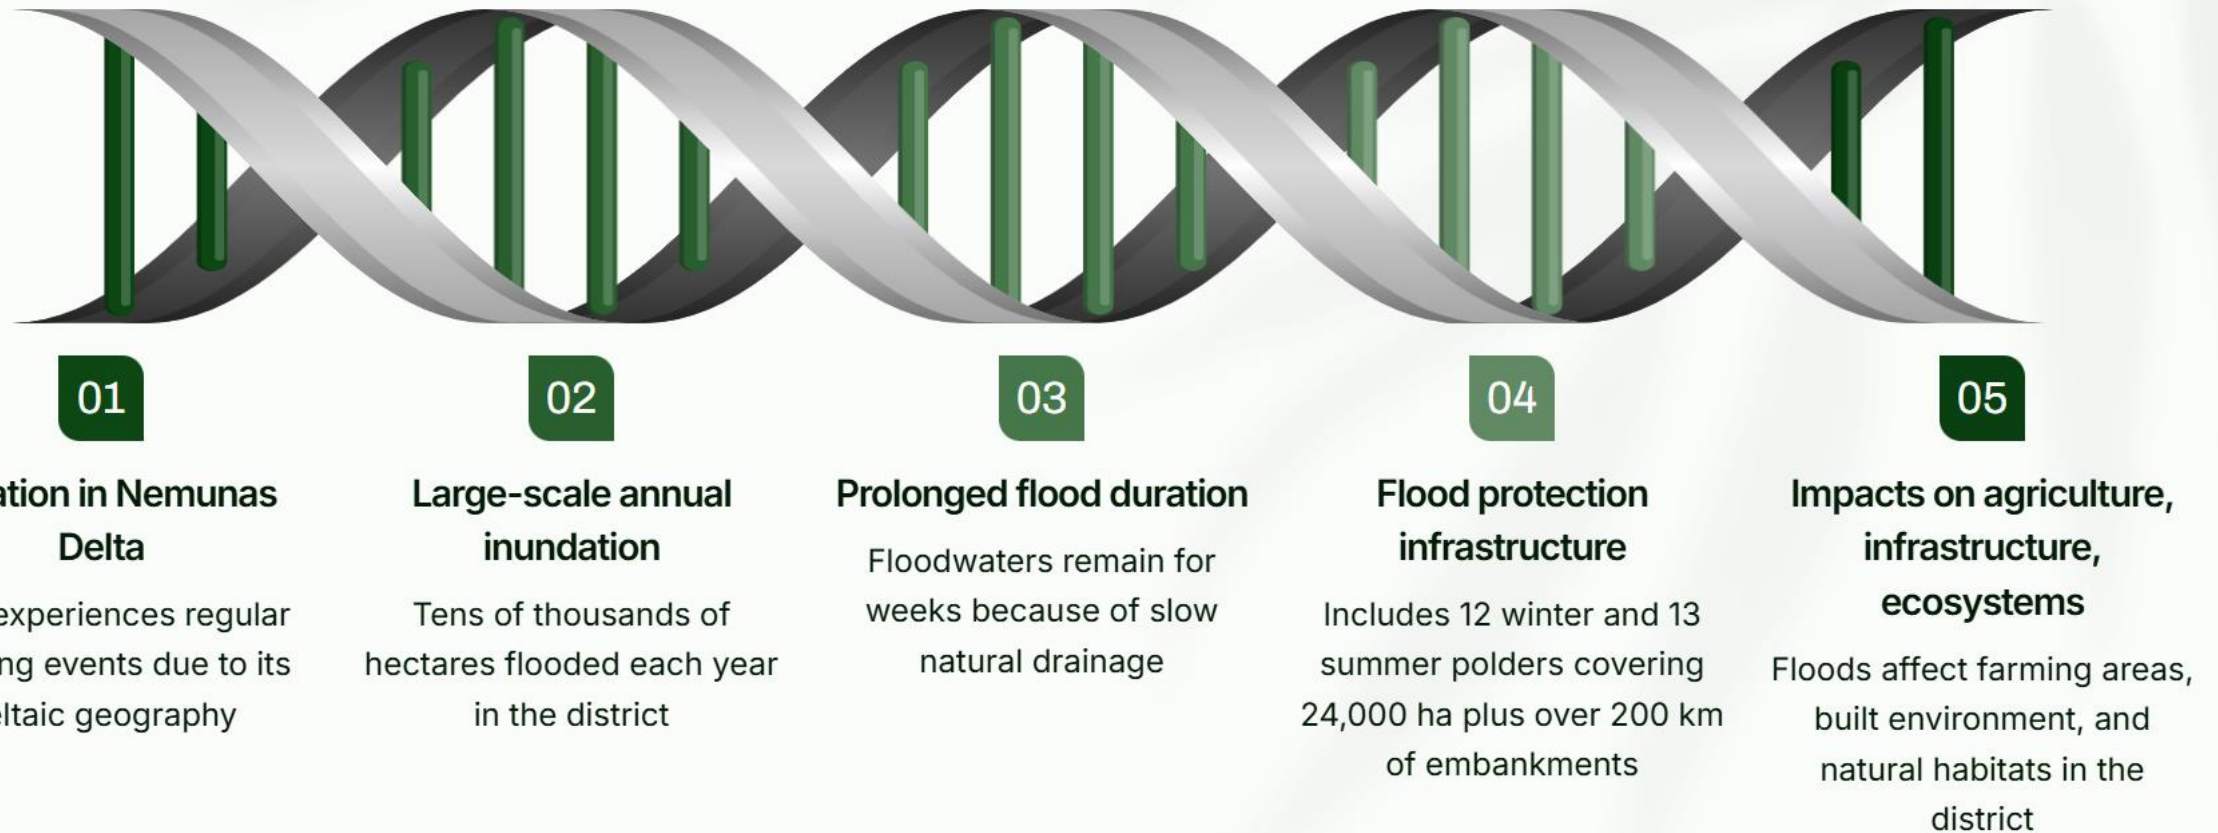 01
in Nemunas
Delta
regular
events due to its
geography
02
Large-scale annual
inundation
Tens of thousands of
hectares flooded each year
in the district
03
Prolonged flood duration
Floodwaters remain for
weeks because of slow
natural drainage
04
Flood protection
infrastructure
Includes 12 winter and 13
summer polders covering
24,000 ha plus over 200 km
of embankments
05
Impacts on agriculture,
infrastructure,
ecosystems
Floods affect farming areas,
built environment, and
natural habitats in the
district